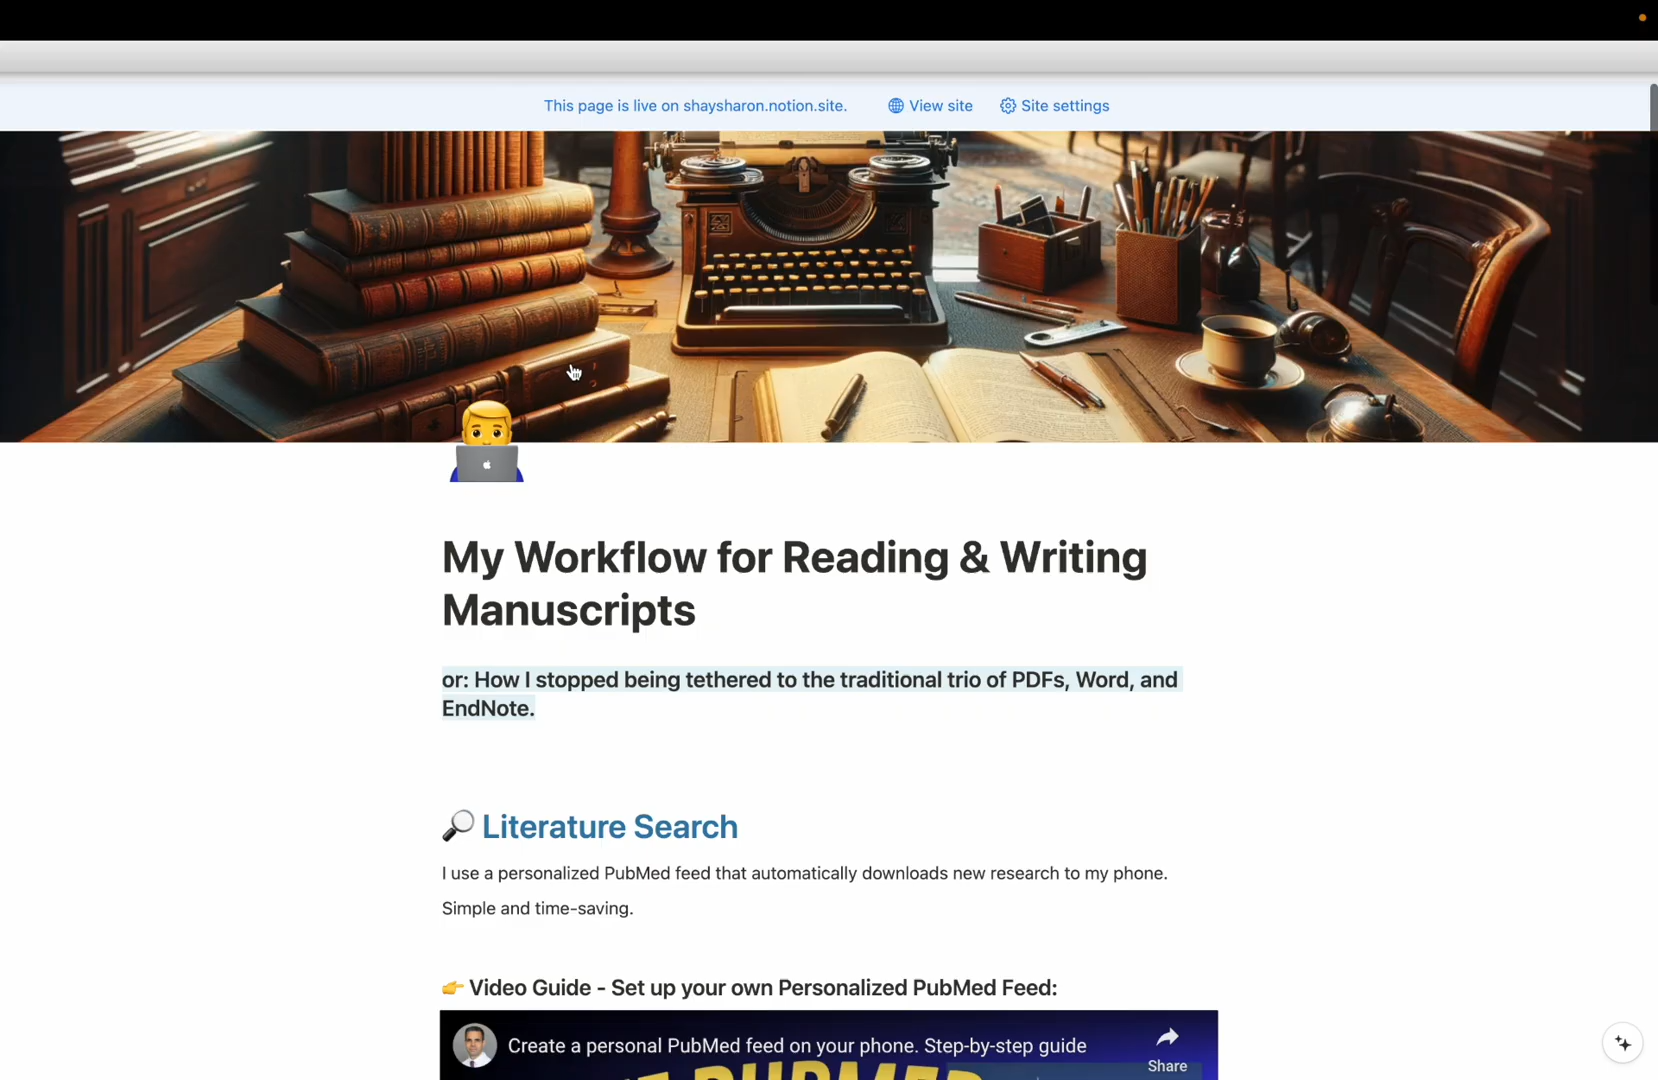 This page is live on shaysharon.notion.site. View site Site settings
My Workflow for Reading & Writing
Manuscripts
or: How I stopped being tethered to the traditional trio of PDFs, Word, and
EndNote.
🔎 Literature Search
I use a personalized PubMed feed that automatically downloads new research to my phone.
Simple and time-saving.
👉 Video Guide - Set up your own Personalized PubMed Feed:
Create a personal PubMed feed on your phone. Step-by-step guide
Share